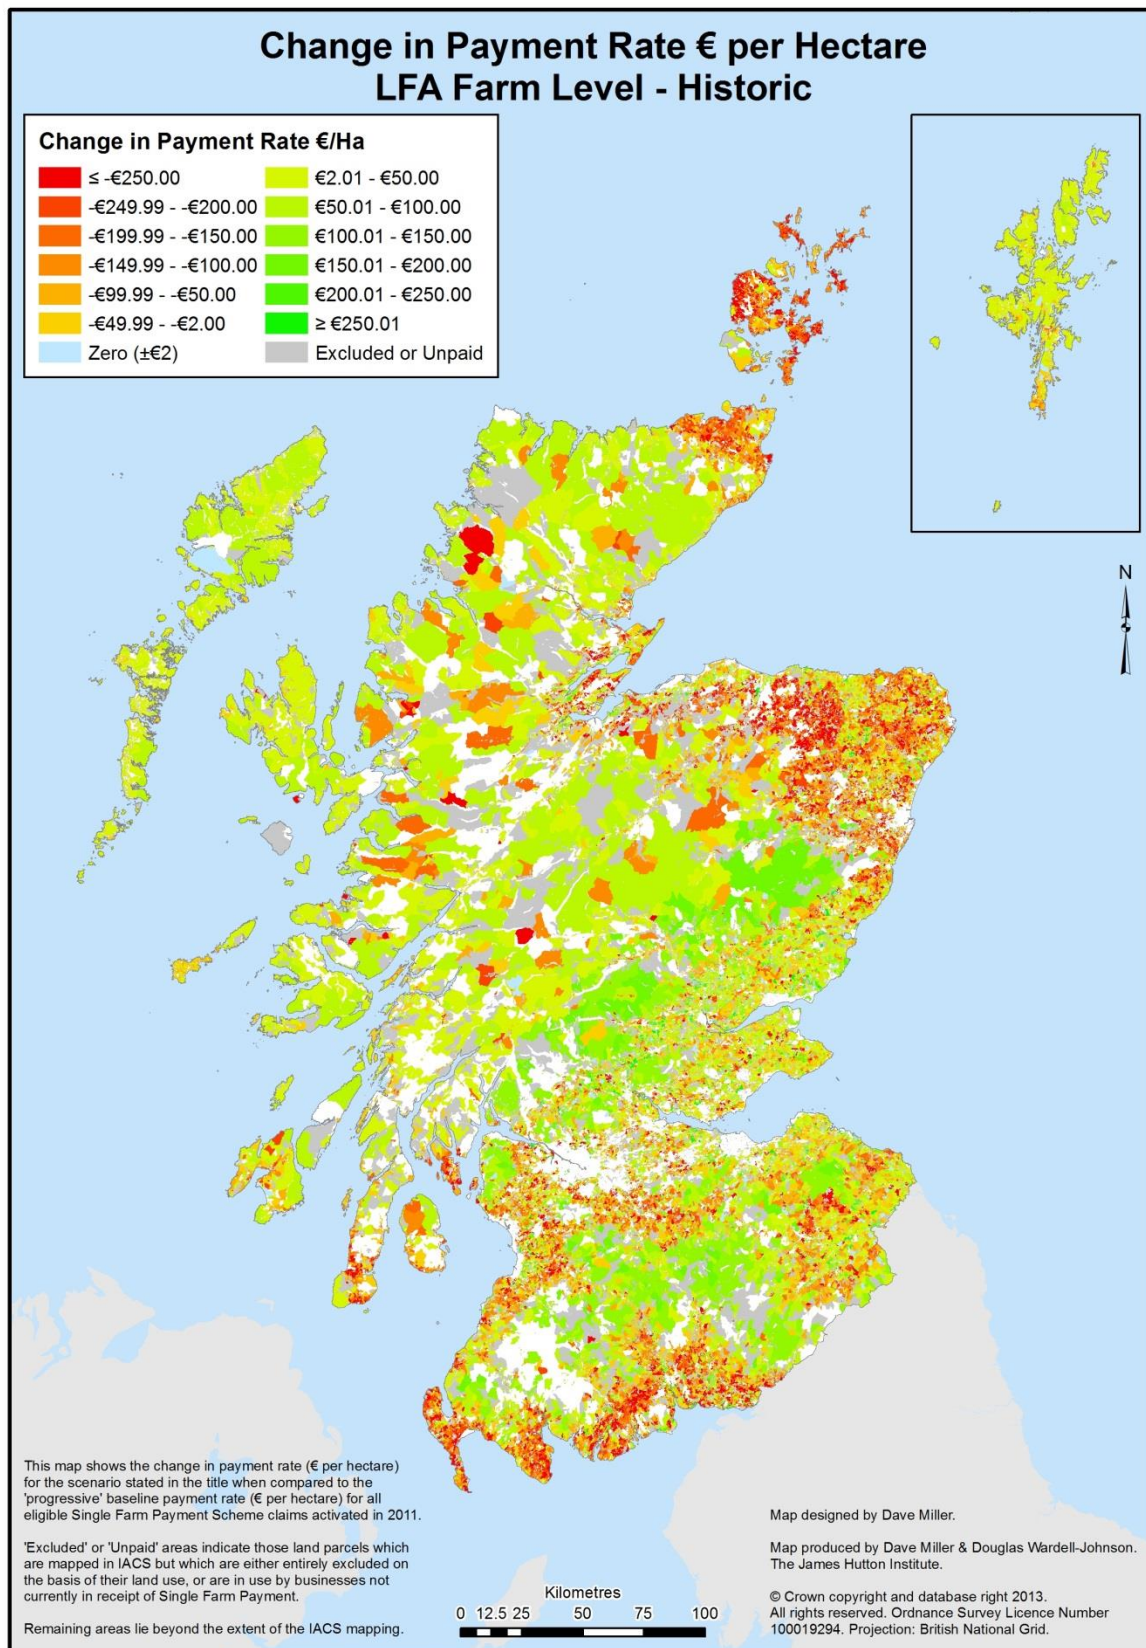 Change in Payment Rate € per Hectare
LFA Farm Level - Historic
Change in Payment Rate €/Ha
≤ -€250.00
-€249.99 - -€200.00
-€199.99 - -€150.00
-€149.99 - -€100.00
-€99.99 - -€50.00
-€49.99 - -€2.00
Zero (±€2)
€2.01 - €50.00
€50.01 - €100.00
€100.01 - €150.00
€150.01 - €200.00
€200.01 - €250.00
≥ €250.01
Excluded or Unpaid
N
This map shows the change in payment rate (€ per hectare)
for the scenario stated in the title when compared to the
'progressive' baseline payment rate (€ per hectare) for all
eligible Single Farm Payment Scheme claims activated in 2011.
'Excluded' or 'Unpaid' areas indicate those land parcels which
are mapped in IACS but which are either entirely excluded on
the basis of their land use, or are in use by businesses not
currently in receipt of Single Farm Payment.
Remaining areas lie beyond the extent of the IACS mapping.
Kilometres
0 12.5 25 50 75 100
Map designed by Dave Miller.
Map produced by Dave Miller & Douglas Wardell-Johnson.
The James Hutton Institute.
© Crown copyright and database right 2013.
All rights reserved. Ordnance Survey Licence Number
100019294. Projection: British National Grid.